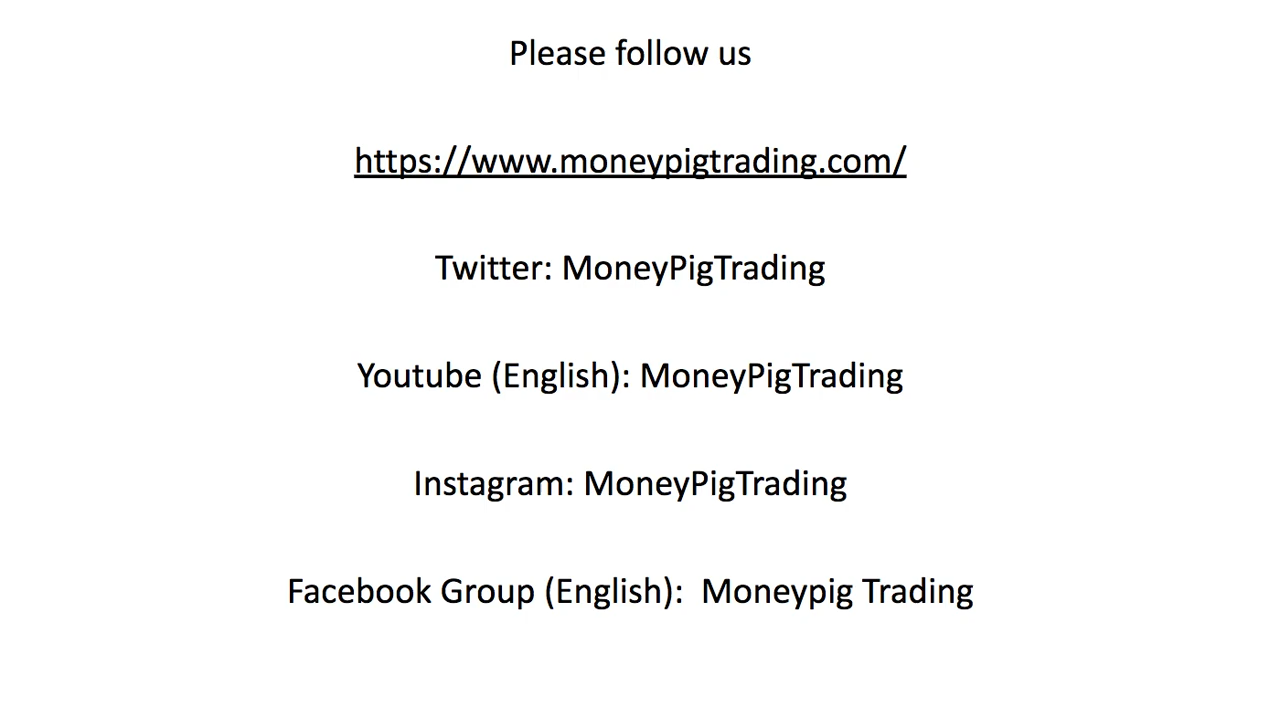 Please follow us
https://www.moneypigtrading.com/
Twitter: MoneyPigTrading
Youtube (English): MoneyPigTrading
Instagram: MoneyPigTrading
Facebook Group (English):  Moneypig Trading